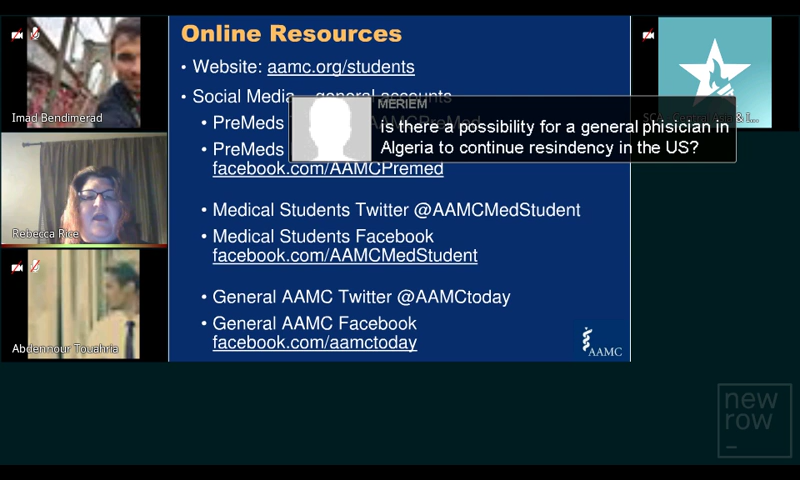 Online Resources
• Website: aamc.org/students
• Social Media – general accounts
• PreMeds
• PreMeds
facebook.com/AAMCPremed
• Medical Students Twitter @AAMCMedStudent
• Medical Students Facebook
facebook.com/AAMCMedStudent
• General AAMC Twitter @AAMCtoday
• General AAMC Facebook
facebook.com/aamctoday
AAMC
MERIEM
is there a possibility for a general phisician in
Algeria to continue resindency in the US?
Imad Bendimerad
Rebecca Rice
Abdennour Touahria
new
row